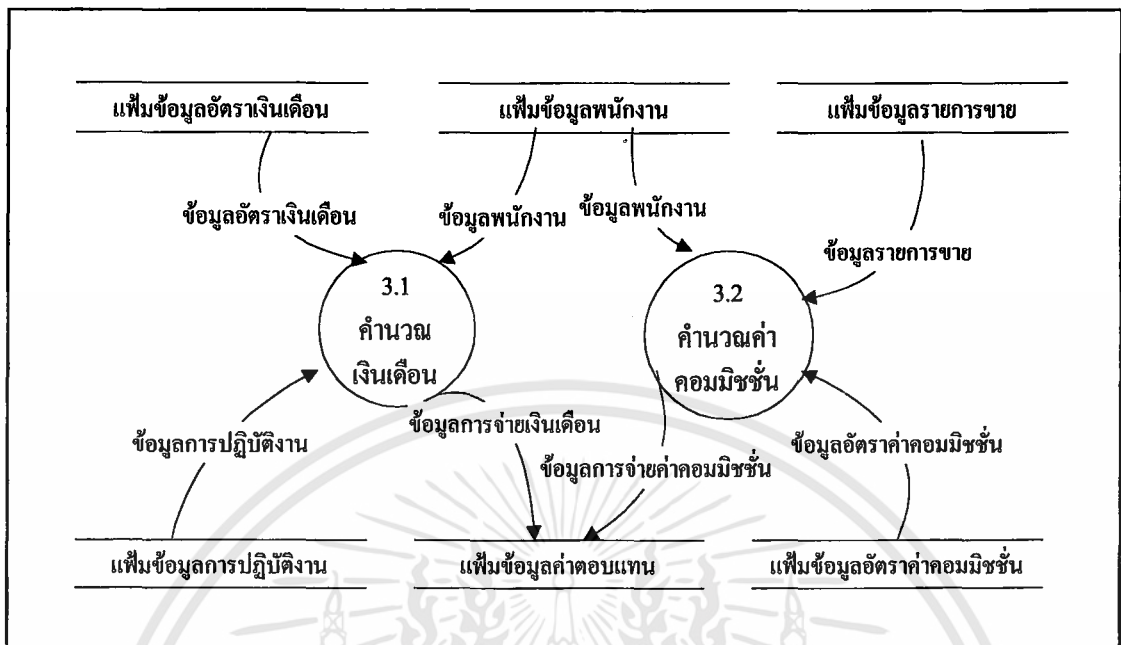 แฟ้มข้อมูลอัตราเงินเดือน
แฟ้มข้อมูลพนักงาน
แฟ้มข้อมูลรายการขาย
ข้อมูลอัตราเงินเดือน
ข้อมูลพนักงาน
ข้อมูลพนักงาน
ข้อมูลรายการขาย
3.1
คำนวณ
เงินเดือน
3.2
คำนวณค่า
คอมมิชชั่น
ข้อมูลการปฏิบัติงาน
ข้อมูลการจ่ายเงินเดือน
ข้อมูลการจ่ายค่าคอมมิชชั่น
ข้อมูลอัตราค่าคอมมิชชั่น
แฟ้มข้อมูลการปฏิบัติงาน
แฟ้มข้อมูลค่าตอบแทน
แฟ้มข้อมูลอัตราค่าคอมมิชชั่น